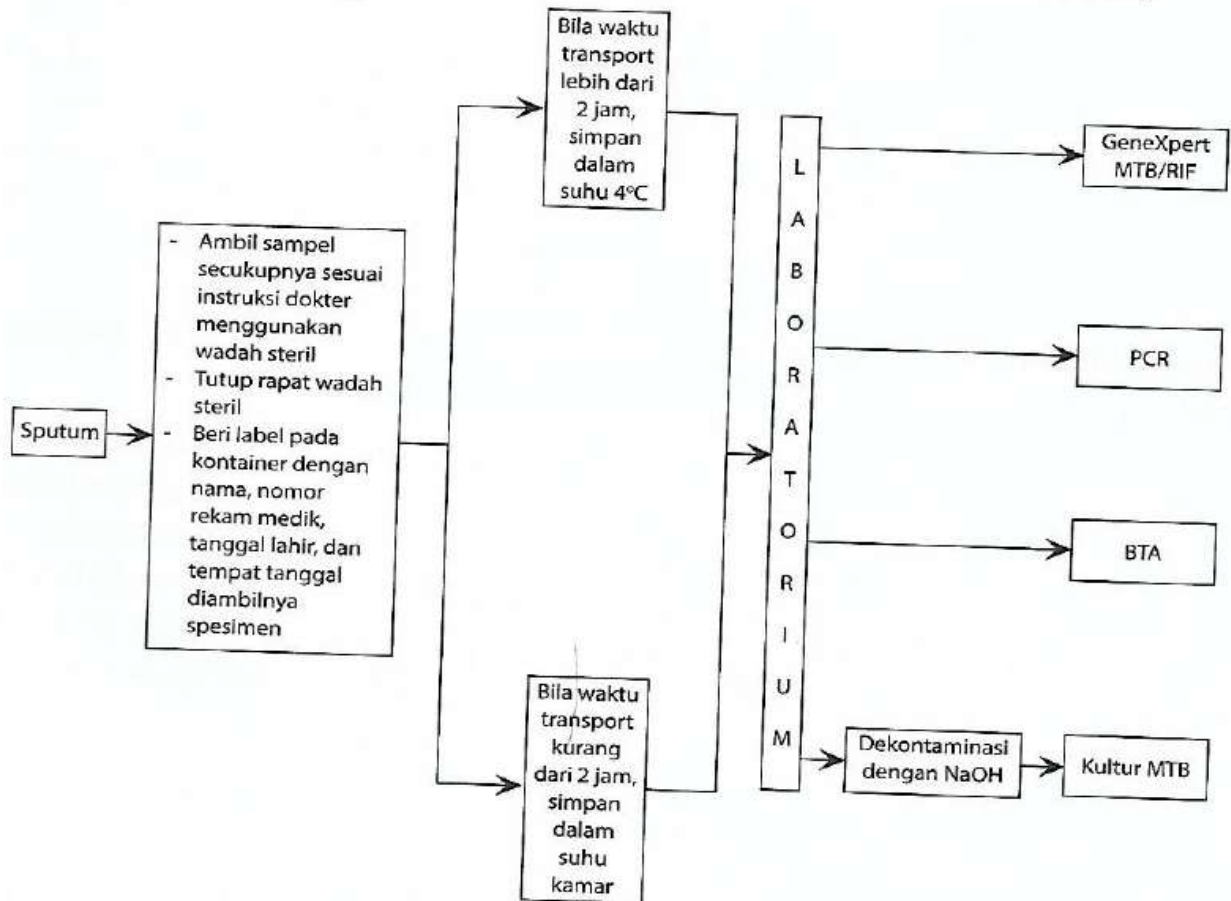 Sputum
- Ambil sampel
secukupnya sesuai
instruksi dokter
menggunakan
wadah steril
- Tutup rapat wadah
steril
- Beri label pada
kontainer dengan
nama, nomor
rekam medik,
tanggal lahir, dan
tempat tanggal
diambilnya
spesimen
Bila waktu
transport
lebih dari
2 jam,
simpan
dalam
suhu 4°C
Bila waktu
transport
kurang
dari 2 jam,
simpan
dalam
suhu
kamar
L
A
B
O
R
A
T
O
R
I
U
M
GeneXpert
MTB/RIF
PCR
BTA
Dekontaminasi
dengan NaOH
Kultur MTB